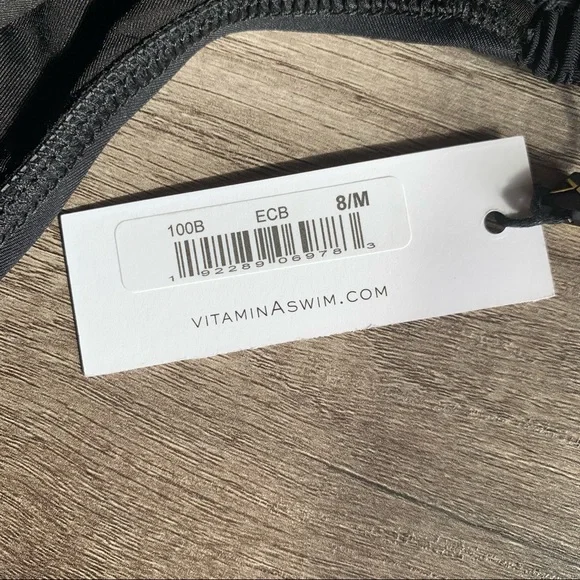 100B ECB 8/M
1 92289 06978 3
VITAMINASWIM.COM